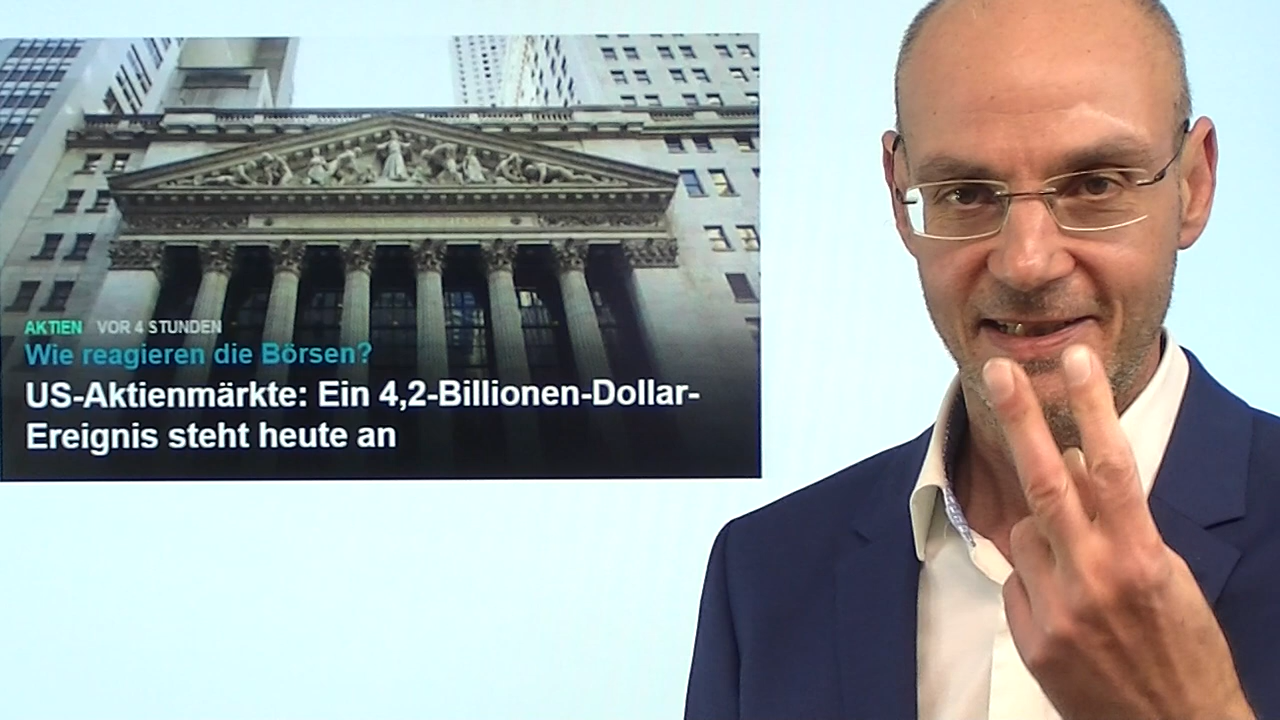 AKTIEN VOR 4 STUNDEN
Wie reagieren die Börsen?
US-Aktienmärkte: Ein 4,2-Billionen-Dollar-
Ereignis steht heute an